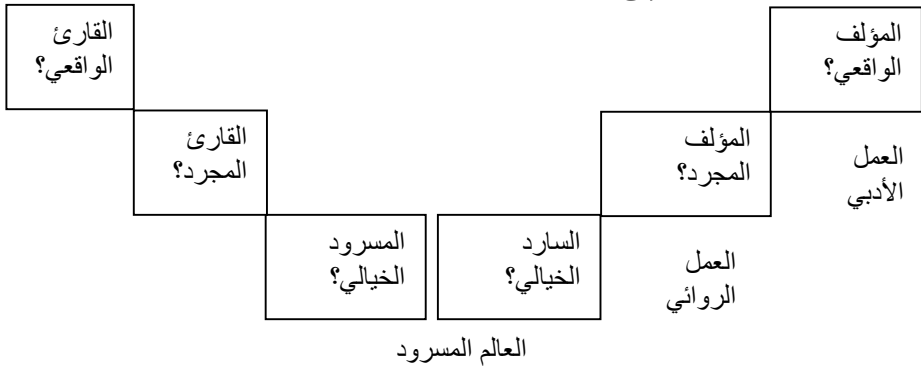 المؤلف
الواقعي؟
القارئ
الواقعي؟
المؤلف
المجرد؟
القارئ
المجرد؟
العمل
الأدبي
السارد
الخيالي؟
المسرود
الخيالي؟
العمل
الروائي
العالم المسرود